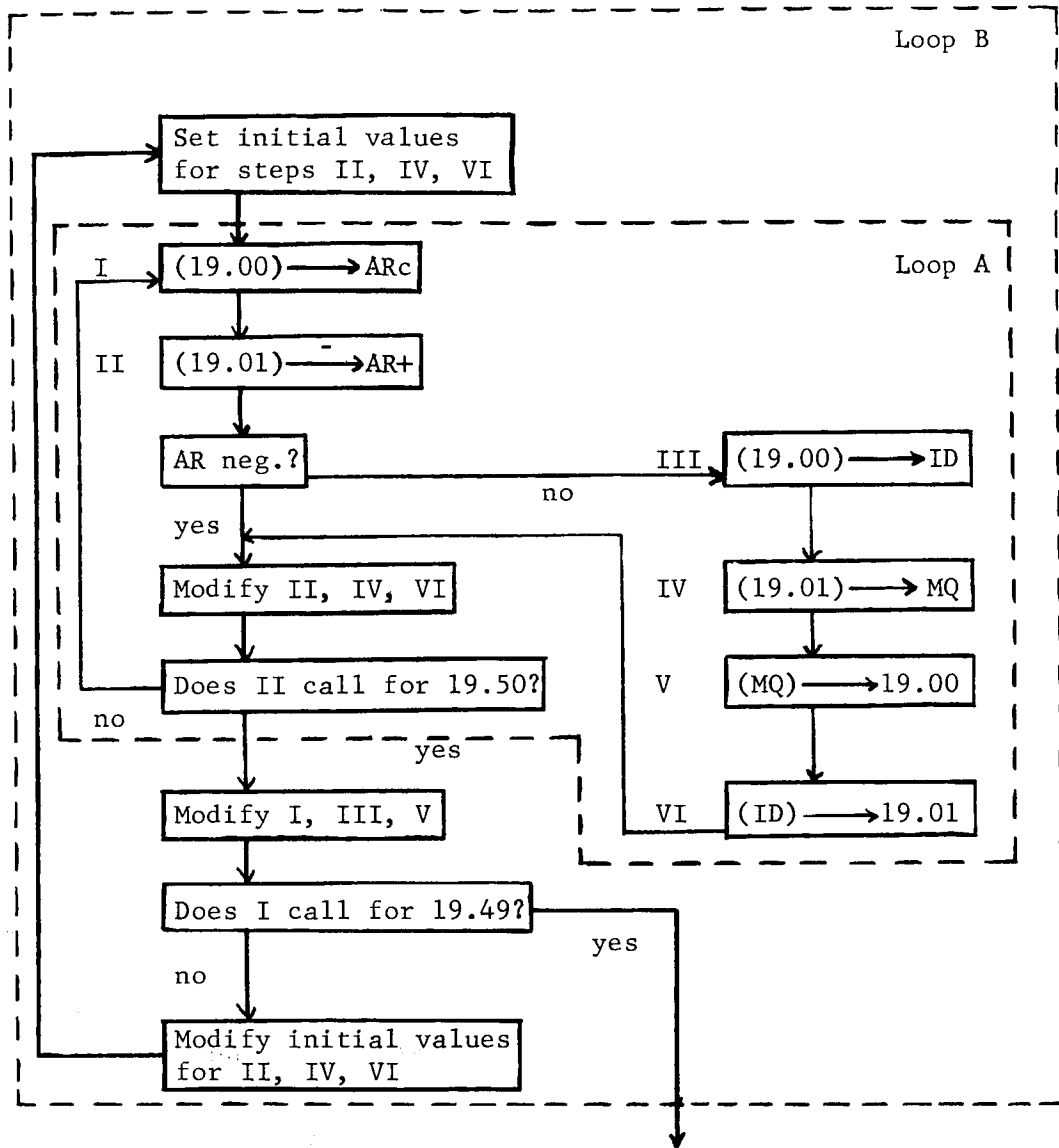 Loop B
Set initial values
for steps II, IV, VI
Loop A
I
(19.00) ⟶ ARc
II
(19.01) -⟶ AR+
AR neg.?
no
yes
III
(19.00) ⟶ ID
Modify II, IV, VI
IV
(19.01) ⟶ MQ
Does II call for 19.50?
no
yes
V
(MQ) ⟶ 19.00
VI
(ID) ⟶ 19.01
Modify I, III, V
Does I call for 19.49?
yes
no
Modify initial values
for II, IV, VI